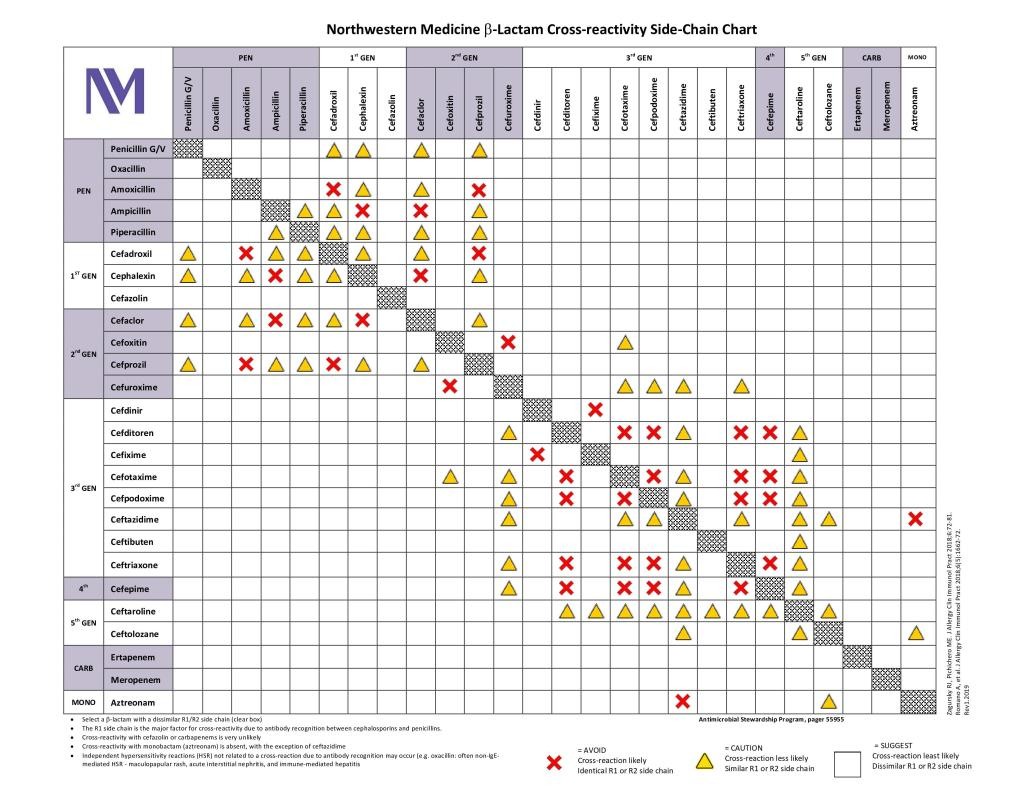 Northwestern Medicine β-Lactam Cross-reactivity Side-Chain Chart
PEN
1st GEN
2nd GEN
3rd GEN
4th
5th GEN
CARB
MONO
NM
Penicillin G/V
Oxacillin
Amoxicillin
Ampicillin
Piperacillin
Cefadroxil
Cephalexin
Cefazolin
Cefaclor
Cefoxitin
Cefprozil
Cefuroxime
Cefdinir
Cefditoren
Cefixime
Cefotaxime
Cefpodoxime
Ceftazidime
Ceftibuten
Ceftriaxone
Cefepime
Ceftaroline
Ceftolozane
Ertapenem
Meropenem
Aztreonam
PEN
Penicillin G/V
Oxacillin
Amoxicillin
Ampicillin
Piperacillin
1ST GEN
Cefadroxil
Cephalexin
Cefazolin
2nd GEN
Cefaclor
Cefoxitin
Cefprozil
Cefuroxime
3rd GEN
Cefdinir
Cefditoren
Cefixime
Cefotaxime
Cefpodoxime
Ceftazidime
Ceftibuten
Ceftriaxone
4th
Cefepime
5th GEN
Ceftaroline
Ceftolozane
CARB
Ertapenem
Meropenem
MONO
Aztreonam
Zagursky RJ, Pichichero ME. J Allergy Clin Immunol Pract 2018;6:72-81.
Romano A, et al. J Allergy Clin Immunol Pract 2018;6(5):1662-72.
Rev1.2019
• Select a β-lactam with a dissimilar R1/R2 side chain (clear box)
• The R1 side chain is the major factor for cross-reactivity due to antibody recognition between cephalosporins and penicillins.
• Cross-reactivity with cefazolin or carbapenems is very unlikely
• Cross-reactivity with monobactam (aztreonam) is absent, with the exception of ceftazidime
• Independent hypersensitivity reactions (HSR) not related to a cross-reaction due to antibody recognition may occur (e.g. oxacillin: often non-IgE-
mediated HSR - maculopapular rash, acute interstitial nephritis, and immune-mediated hepatitis
Antimicrobial Stewardship Program, pager 55955
= AVOID
Cross-reaction likely
Identical R1 or R2 side chain
= CAUTION
Cross-reaction less likely
Similar R1 or R2 side chain
= SUGGEST
Cross-reaction least likely
Dissimilar R1 or R2 side chain